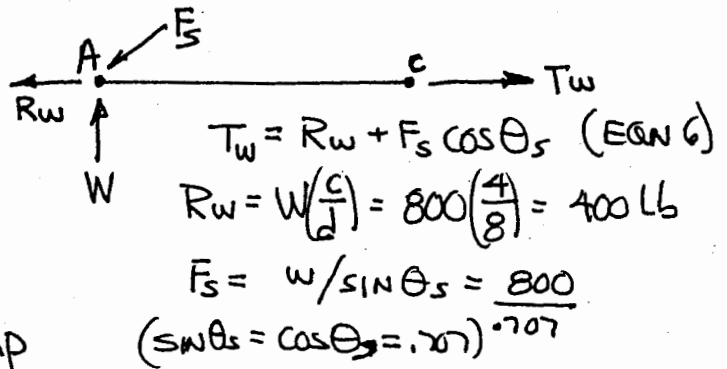 Fs
A
c
Rw
Tw
W
Tw = Rw + Fs cosθs (EQN 6)
Rw = W(c/d) = 800(4/8) = 400 Lb
Fs = W/SINθs = 800/.707
(SINθs = COSθs = .707)
P